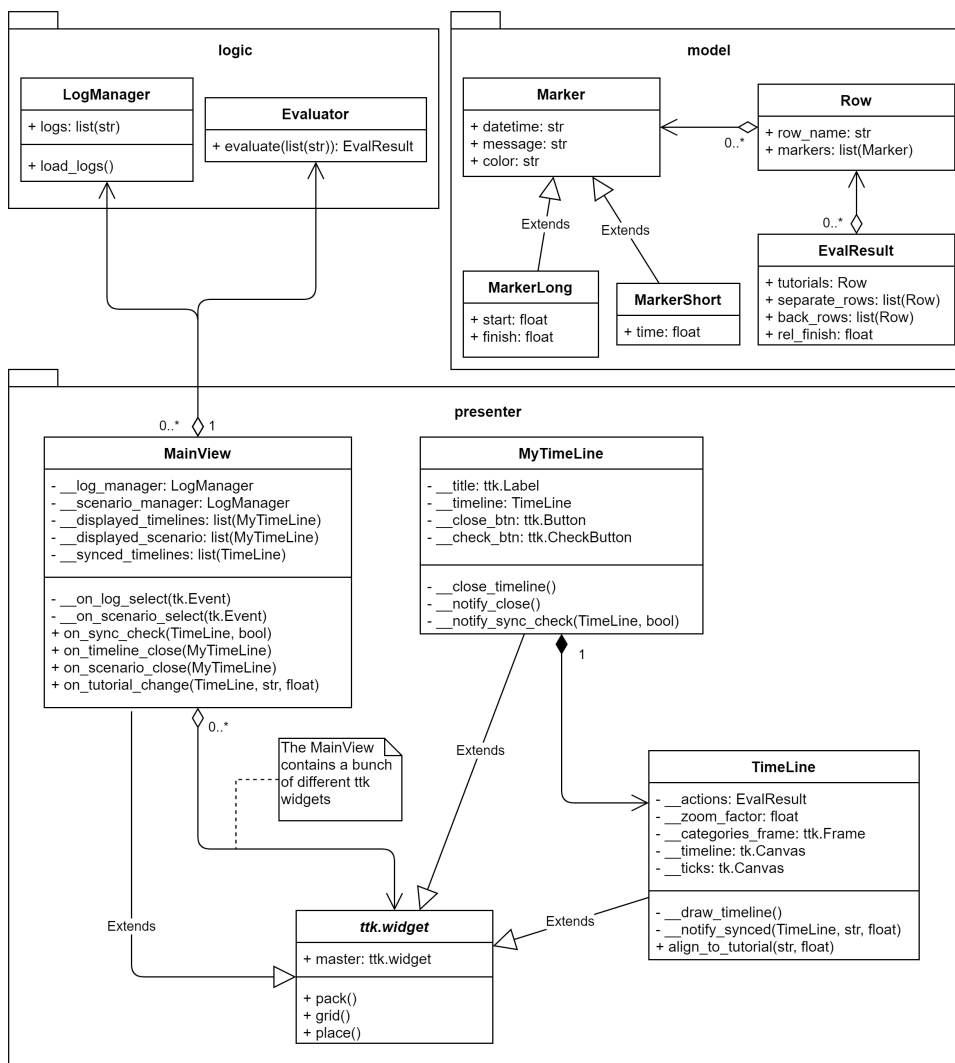 logic
LogManager
+ logs: list(str)
+ load_logs()
Evaluator
+ evaluate(list(str)): EvalResult
model
Marker
+ datetime: str
+ message: str
+ color: str
Row
+ row_name: str
+ markers: list(Marker)
0..*
Extends
Extends
0..*
MarkerLong
+ start: float
+ finish: float
MarkerShort
+ time: float
EvalResult
+ tutorials: Row
+ separate_rows: list(Row)
+ back_rows: list(Row)
+ rel_finish: float
presenter
0..*
1
MainView
- __log_manager: LogManager
- __scenario_manager: LogManager
- __displayed_timelines: list(MyTimeLine)
- __displayed_scenario: list(MyTimeLine)
- __synced_timelines: list(TimeLine)
- __on_log_select(tk.Event)
- __on_scenario_select(tk.Event)
+ on_sync_check(TimeLine, bool)
+ on_timeline_close(MyTimeLine)
+ on_scenario_close(MyTimeLine)
+ on_tutorial_change(TimeLine, str, float)
MyTimeLine
- __title: ttk.Label
- __timeline: TimeLine
- __close_btn: ttk.Button
- __check_btn: ttk.CheckButton
- __close_timeline()
- __notify_close()
- __notify_sync_check(TimeLine, bool)
1
0..*
The MainView
contains a bunch
of different ttk
widgets
Extends
TimeLine
- __actions: EvalResult
- __zoom_factor: float
- __categories_frame: ttk.Frame
- __timeline: tk.Canvas
- __ticks: tk.Canvas
- __draw_timeline()
- __notify_synced(TimeLine, str, float)
+ align_to_tutorial(str, float)
Extends
Extends
ttk.widget
+ master: ttk.widget
+ pack()
+ grid()
+ place()